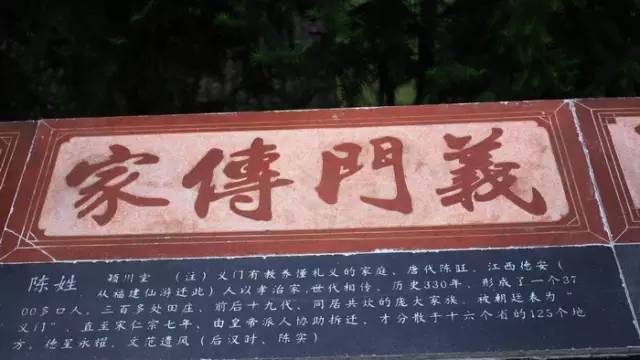 義門傳家
陈姓 颖川堂 （注）义门有教养懂礼义的家庭、唐代陈旺、江西德安（
从福建仙游迁此）人以孝治家、世代相传、历史330年、形成了一个37
00多口人、三百多处田庄、前后十九代、同居共炊的庞大家族、被朝廷表为“
义门”、直至宋仁宗七年、由皇帝派人协助拆迁、才分散于十六个省的125个地
方。德星永耀、文范遗风（后汉时、陈实）